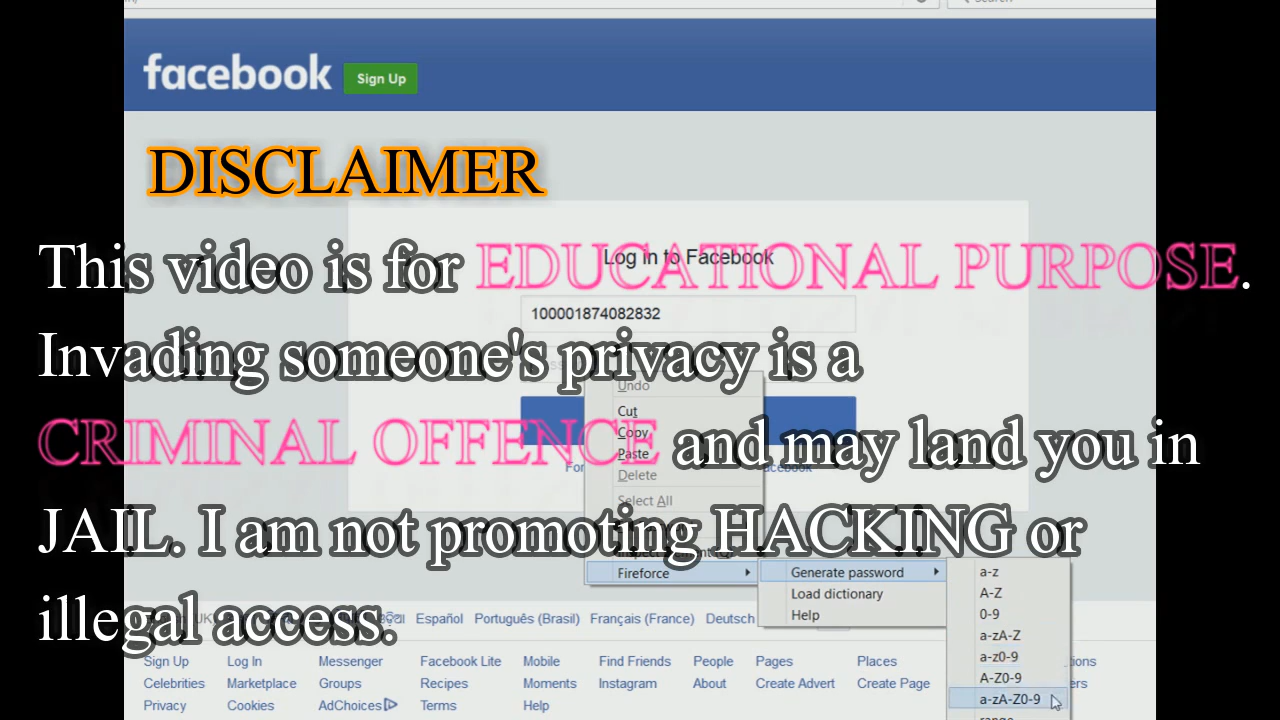 Search
facebook Sign Up
DISCLAIMER
This video is for EDUCATIONAL PURPOSE.
Log in to Facebook
100001874082832
Invading someone's privacy is a
Undo
Cut
CRIMINAL OFFENCE and may land you in
Copy
Paste
Delete
Select All
JAIL. I am not promoting HACKING or
illegal access.
Fireforce
Generate password
Load dictionary
Help
a-z
A-Z
0-9
a-zA-Z
a-z0-9
A-Z0-9
a-zA-Z0-9
range
Español Português (Brasil) Français (France) Deutsch
Sign Up Log In Messenger Facebook Lite Mobile Find Friends People Pages Places
Celebrities Marketplace Groups Recipes Moments Instagram About Create Advert Create Page
Privacy Cookies AdChoices Terms Help